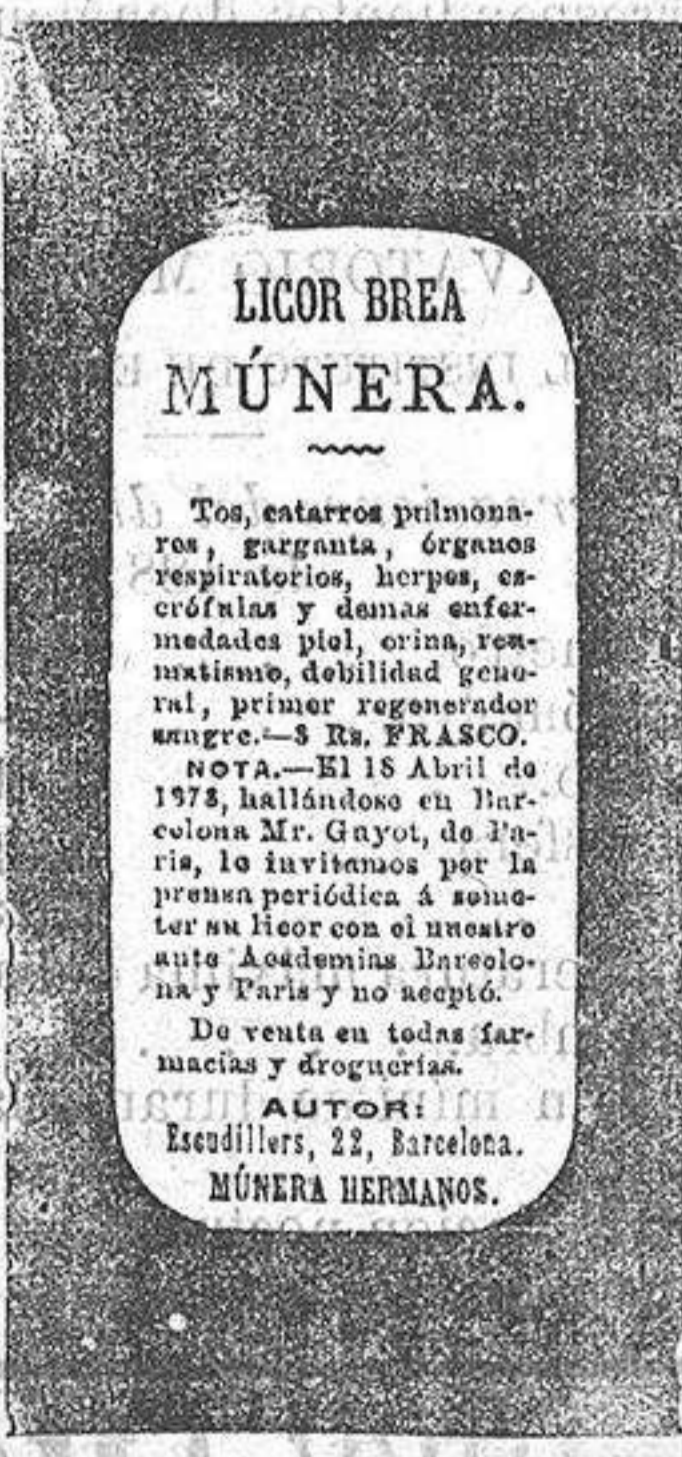 LICOR BREA
MÚNERA.
Tos, catarros pulmona-
res, garganta, órganos
respiratorios, herpes, es-
crófulas y demas enfer-
medades piel, orina, reu-
matismo, debilidad gene-
ral, primer regenerador
sangre.—8 Rs. FRASCO.
NOTA.—El 18 Abril de
1878, hallándose en Bar-
celona Mr. Guyot, de Pa-
ris, le invitamos por la
prensa periódica á some-
ter su licor con el nuestro
ante Academias Barcelo-
na y Paris y no aceptó.
De venta en todas far-
macias y droguerías.
AUTOR:
Escudillers, 22, Barcelona.
MÚNERA HERMANOS.